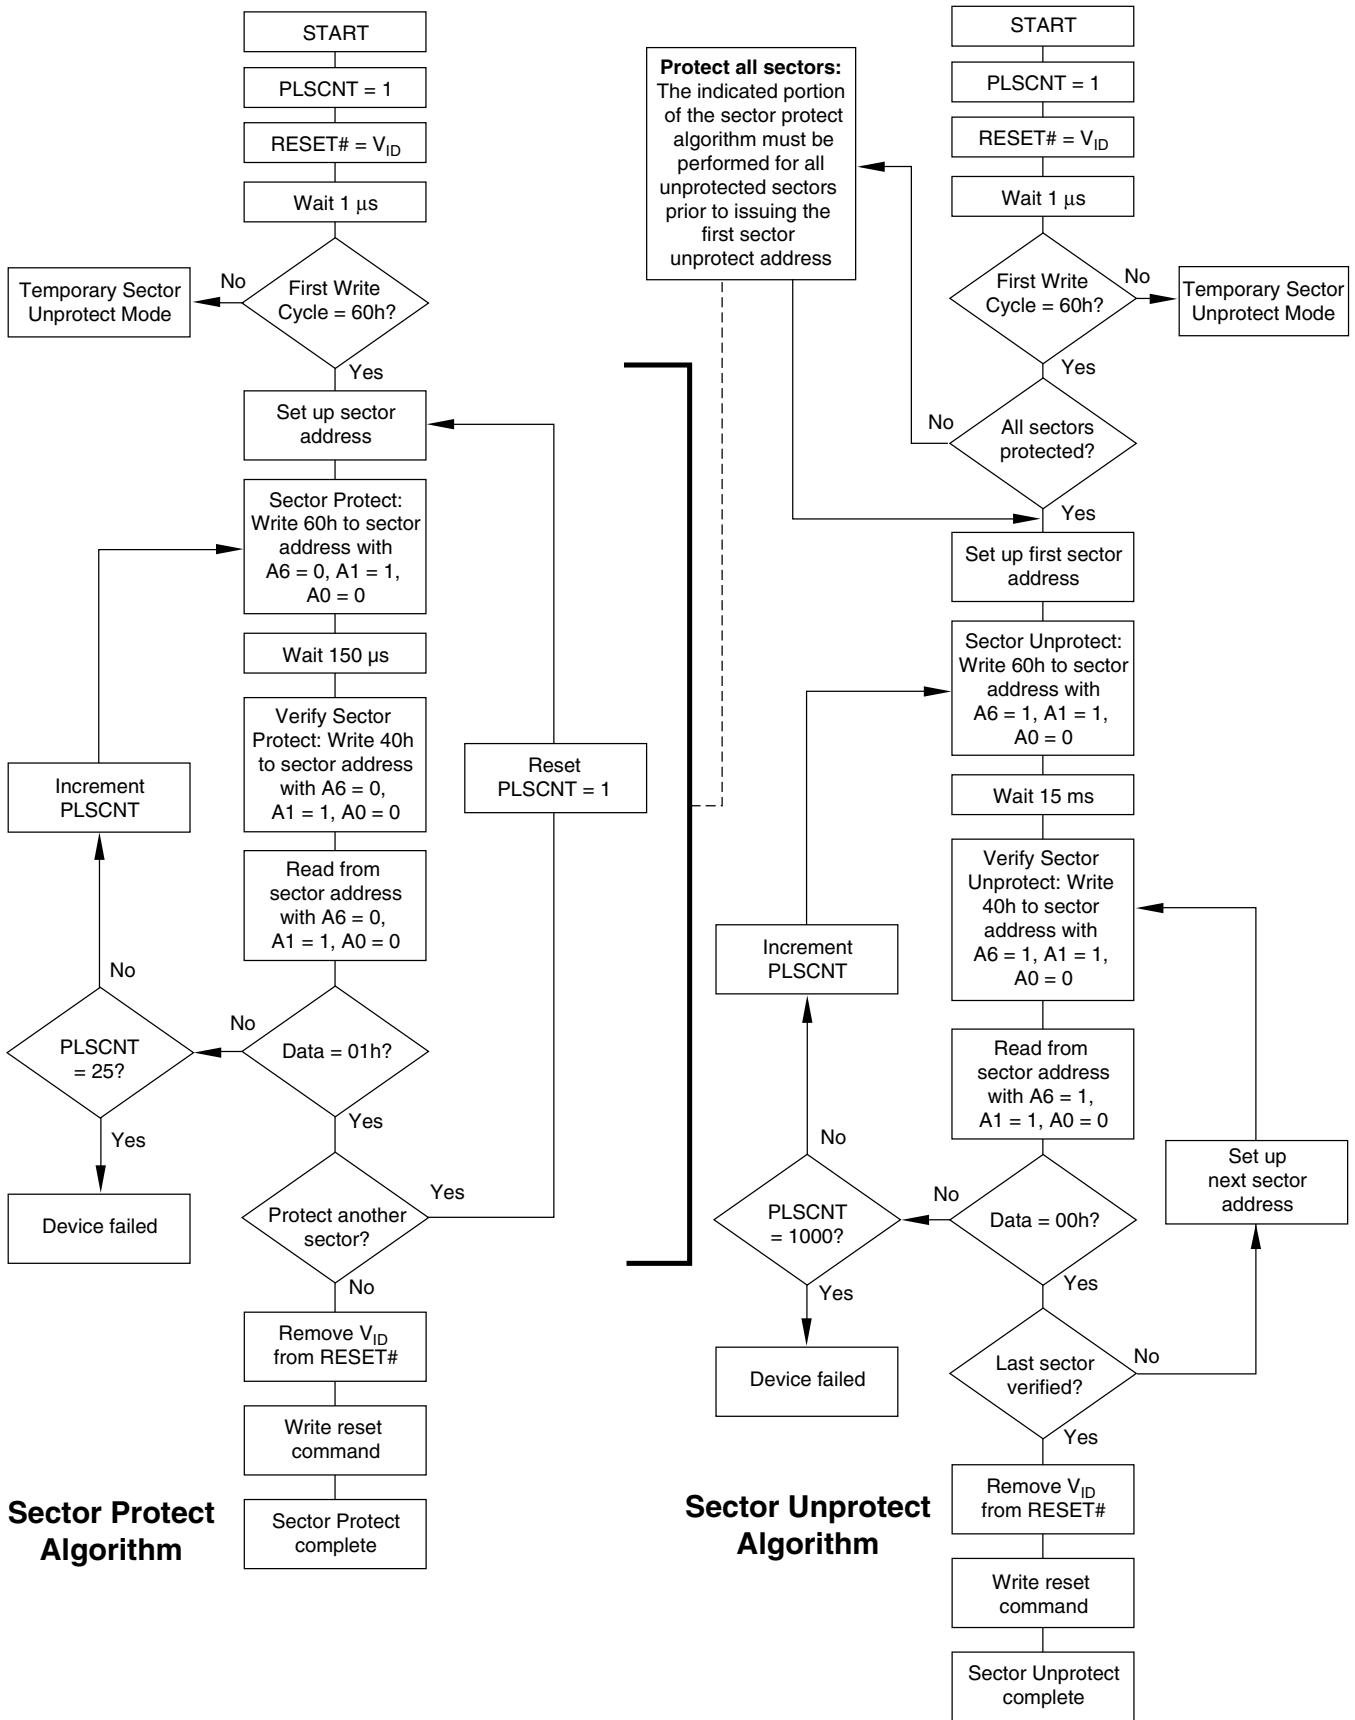 START
PLSCNT = 1
RESET# = VID
Wait 1 μs
First Write
Cycle = 60h?
No
Temporary Sector
Unprotect Mode
Yes
Set up sector
address
Sector Protect:
Write 60h to sector
address with
A6 = 0, A1 = 1,
A0 = 0
Wait 150 µs
Verify Sector
Protect: Write 40h
to sector address
with A6 = 0,
A1 = 1, A0 = 0
Reset
PLSCNT = 1
Increment
PLSCNT
Read from
sector address
with A6 = 0,
A1 = 1, A0 = 0
No
PLSCNT
= 25?
No
Data = 01h?
Yes
Yes
Device failed
Protect another
sector?
Yes
No
Remove VID
from RESET#
Write reset
command
Sector Protect
complete
Sector Protect
Algorithm
Protect all sectors:
The indicated portion
of the sector protect
algorithm must be
performed for all
unprotected sectors
prior to issuing the
first sector
unprotect address
START
PLSCNT = 1
RESET# = VID
Wait 1 μs
First Write
Cycle = 60h?
No
Temporary Sector
Unprotect Mode
Yes
No
All sectors
protected?
Yes
Set up first sector
address
Sector Unprotect:
Write 60h to sector
address with
A6 = 1, A1 = 1,
A0 = 0
Wait 15 ms
Verify Sector
Unprotect: Write
40h to sector
address with
A6 = 1, A1 = 1,
A0 = 0
Increment
PLSCNT
Read from
sector address
with A6 = 1,
A1 = 1, A0 = 0
No
PLSCNT
= 1000?
No
Data = 00h?
Set up
next sector
address
Yes
Yes
Device failed
Last sector
verified?
No
Yes
Remove VID
from RESET#
Write reset
command
Sector Unprotect
complete
Sector Unprotect
Algorithm